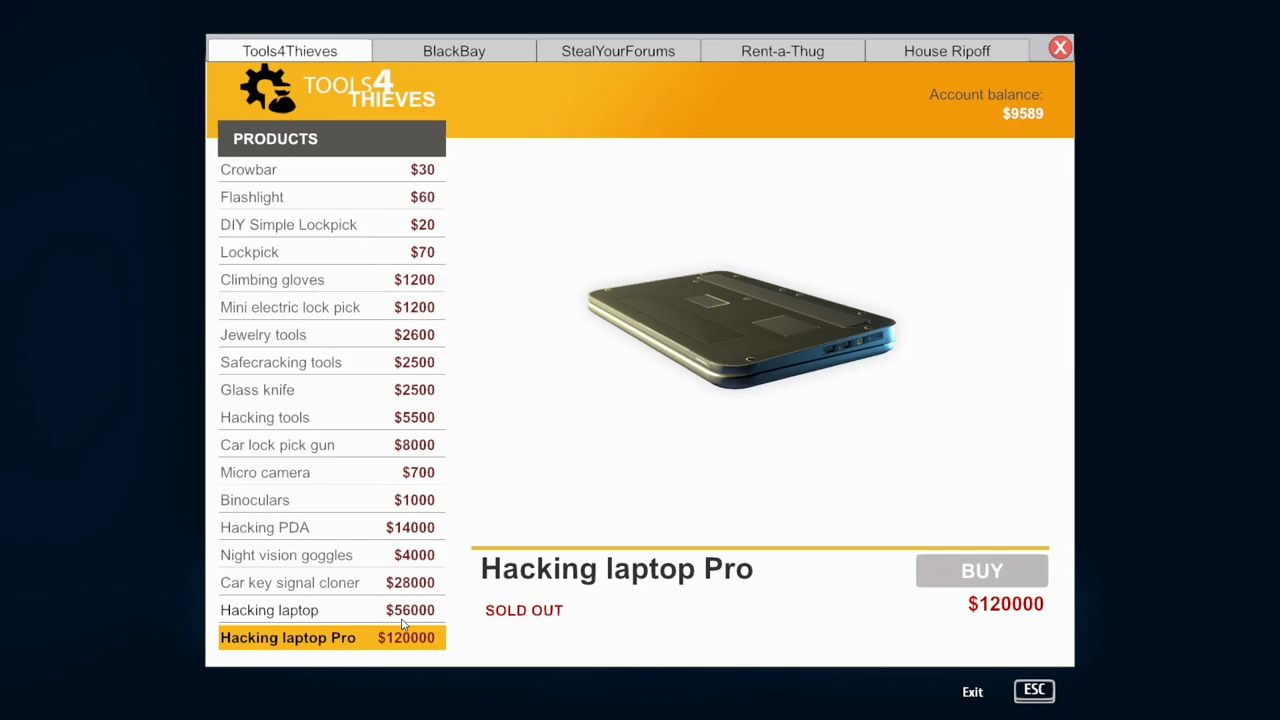 Tools4Thieves BlackBay StealYourForums Rent-a-Thug House Ripoff X
TOOLS4
THIEVES
Account balance:
$9589
PRODUCTS
Crowbar $30
Flashlight $60
DIY Simple Lockpick $20
Lockpick $70
Climbing gloves $1200
Mini electric lock pick $1200
Jewelry tools $2600
Safecracking tools $2500
Glass knife $2500
Hacking tools $5500
Car lock pick gun $8000
Micro camera $700
Binoculars $1000
Hacking PDA $14000
Night vision goggles $4000
Car key signal cloner $28000
Hacking laptop $56000
Hacking laptop Pro $120000
Hacking laptop Pro BUY
SOLD OUT $120000
Exit ESC